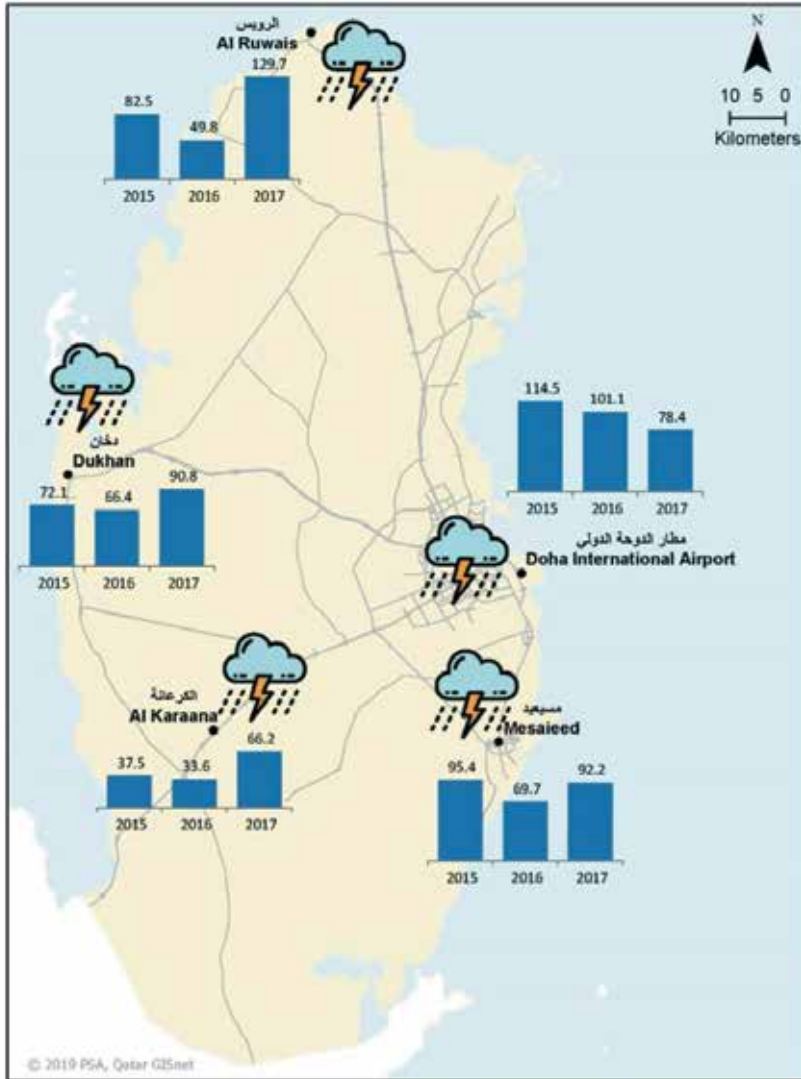 الرويس
Al Ruwais
82.5 49.8 129.7
2015 2016 2017
N
10 5 0
Kilometers
دخان
Dukhan
72.1 66.4 90.8
2015 2016 2017
114.5 101.1 78.4
2015 2016 2017
مطار الدوحة الدولي
Doha International Airport
الكرعانة
Al Karaana
37.5 33.6 66.2
2015 2016 2017
مسيعيد
Mesaieed
95.4 69.7 92.2
2015 2016 2017
© 2019 PSA, Qatar GISnet